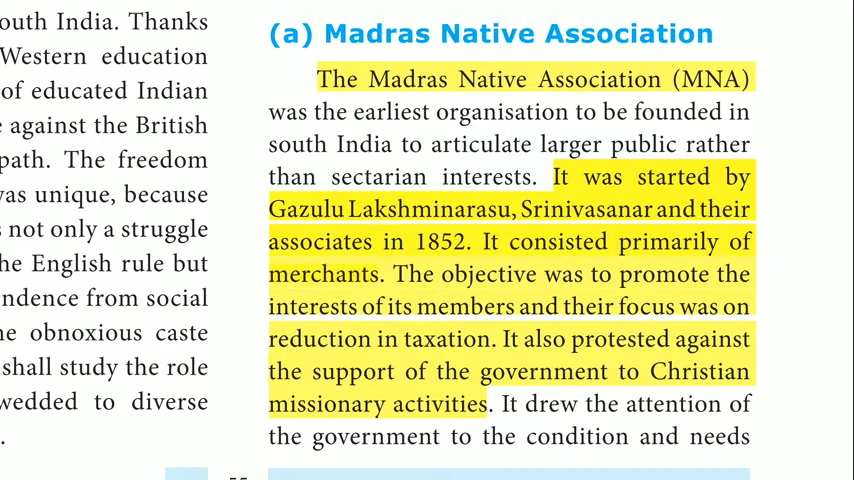 outh India. Thanks
Western education
of educated Indian
against the British
path. The freedom
was unique, because
not only a struggle
he English rule but
ndence from social
ne obnoxious caste
shall study the role
wedded to diverse
(a) Madras Native Association
The Madras Native Association (MNA)
was the earliest organisation to be founded in
south India to articulate larger public rather
than sectarian interests. It was started by
Gazulu Lakshminarasu, Srinivasanar and their
associates in 1852. It consisted primarily of
merchants. The objective was to promote the
interests of its members and their focus was on
reduction in taxation. It also protested against
the support of the government to Christian
missionary activities. It drew the attention of
the government to the condition and needs